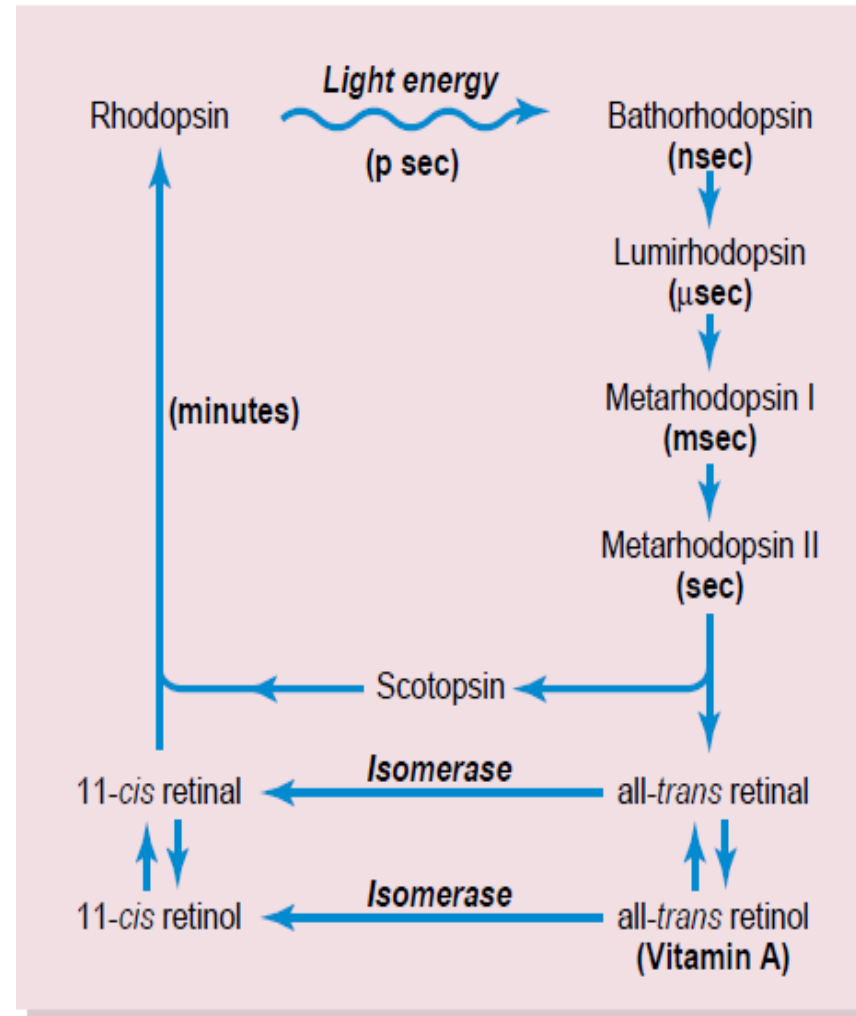 Light energy
Rhodopsin
Bathorhodopsin
(p sec)
(nsec)
Lumirhodopsin
(μsec)
Metarhodopsin I
(minutes)
(msec)
Metarhodopsin II
(sec)
Scotopsin
Isomerase
11-cis retinal
all-trans retinal
Isomerase
11-cis retinol
all-trans retinol
(Vitamin A)